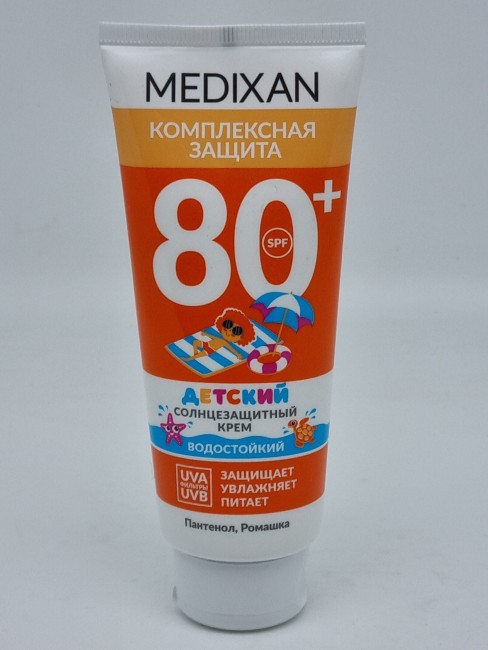 MEDIXAN
КОМПЛЕКСНАЯ
ЗАЩИТА
80+
SPF
ДЕТСКИЙ
СОЛНЦЕЗАЩИТНЫЙ
КРЕМ
ВОДОСТОЙКИЙ
UVA
ФИЛЬТРЫ
UVB
ЗАЩИЩАЕТ
УВЛАЖНЯЕТ
ПИТАЕТ
Пантенол, Ромашка